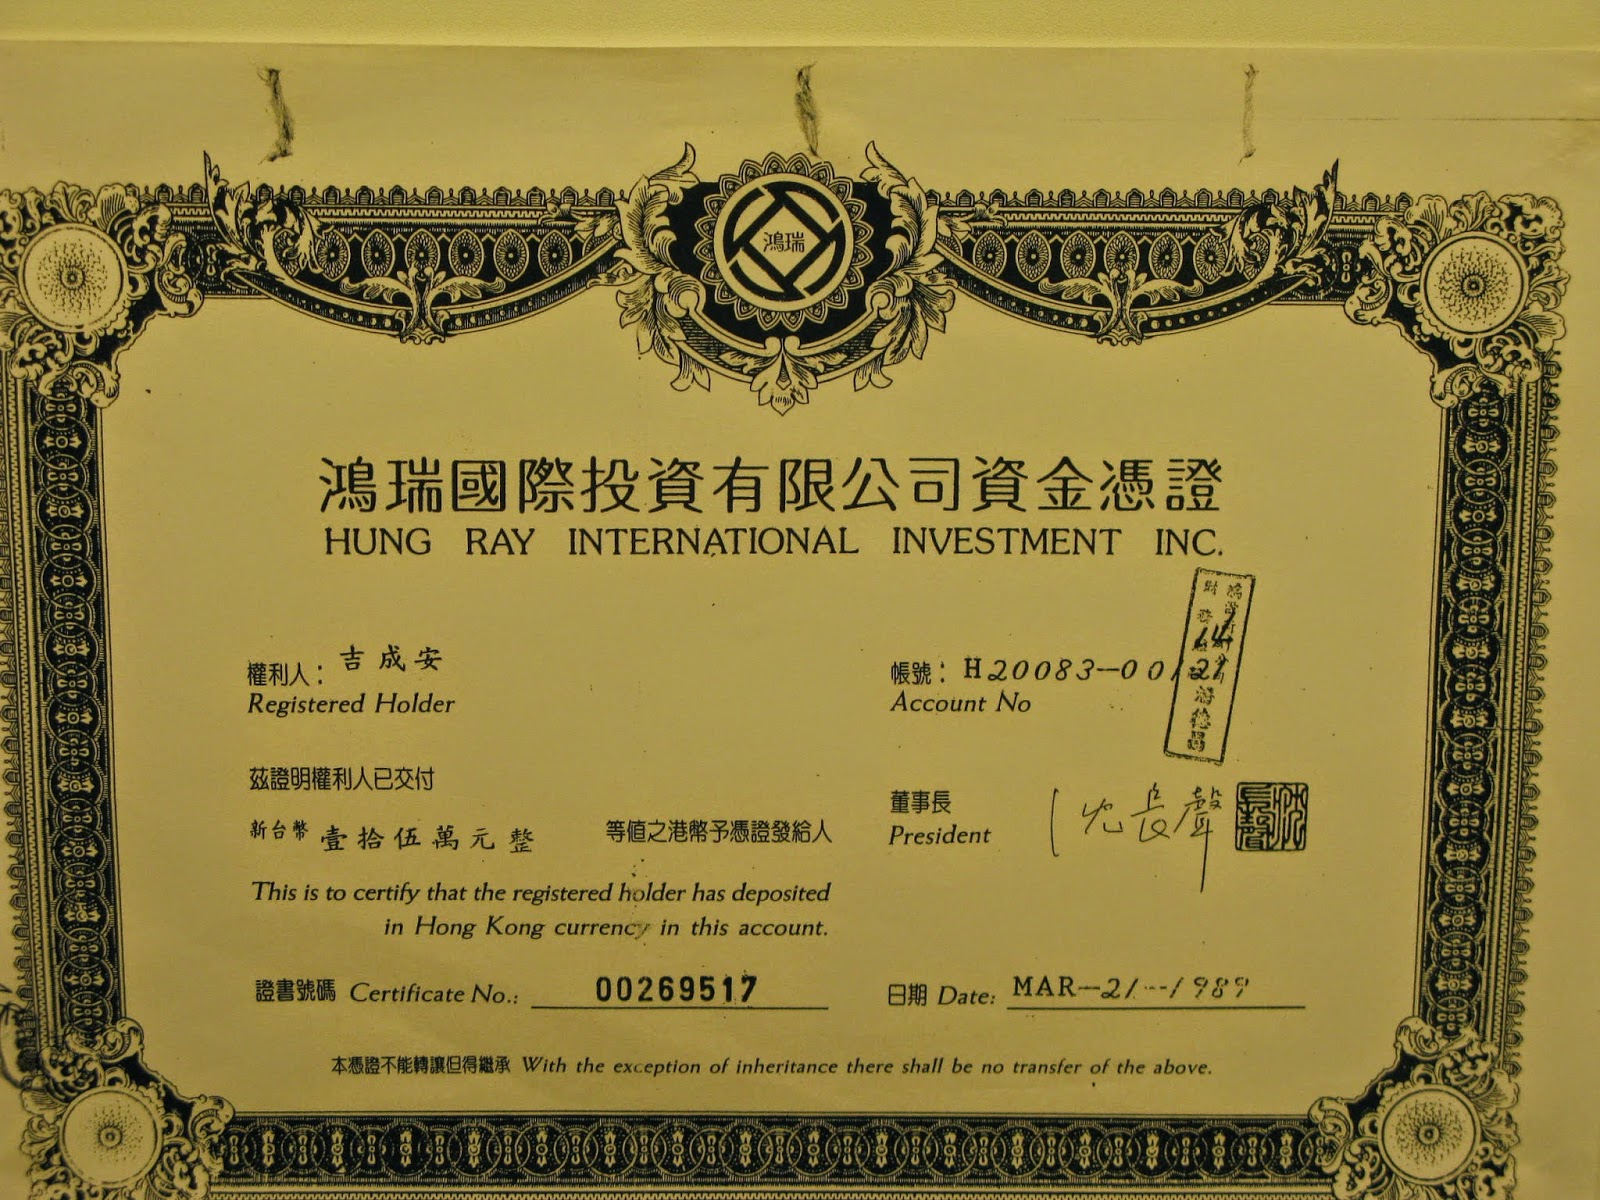 鴻瑞
鴻瑞國際投資有限公司資金憑證
HUNG RAY INTERNATIONAL INVESTMENT INC.
權利人: 吉成安
Registered Holder
帳號: H20083-00
Account No
茲證明權利人已交付
新台幣 壹拾伍萬元整 等値之港幣予憑證發給人
This is to certify that the registered holder has deposited
in Hong Kong currency in this account.
董事長 沈長聲
President
證書號碼 Certificate No.: 00269517
日期 Date: MAR-21-1989
本憑證不能轉讓但得繼承 With the exception of inheritance there shall be no transfer of the above.